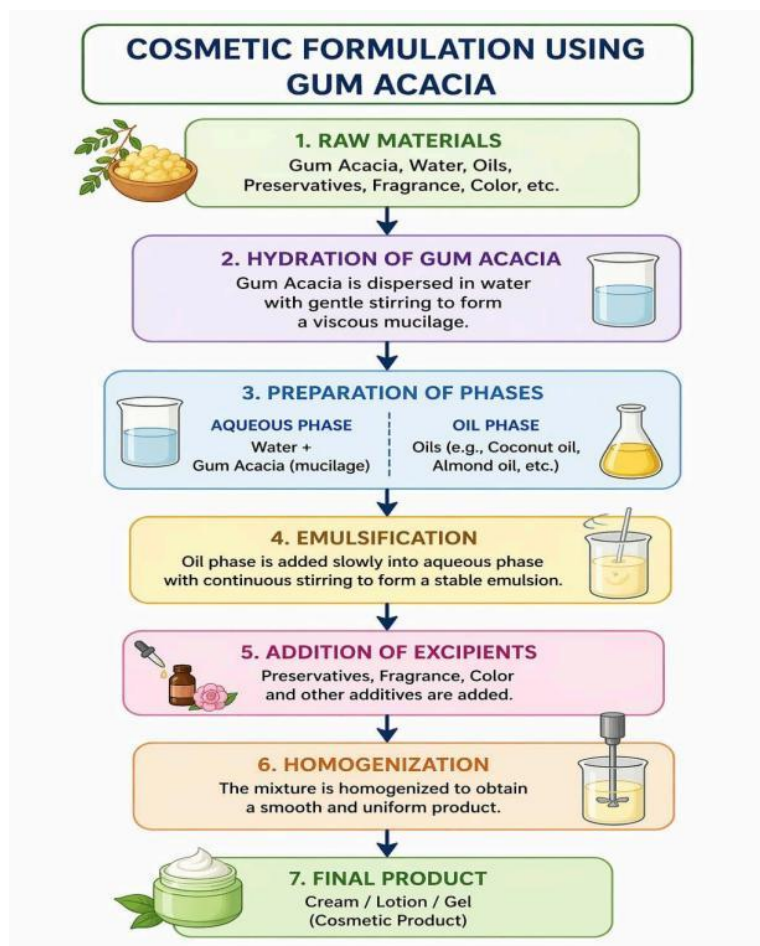 COSMETIC FORMULATION USING
GUM ACACIA
1. RAW MATERIALS
Gum Acacia, Water, Oils,
Preservatives, Fragrance, Color, etc.
2. HYDRATION OF GUM ACACIA
Gum Acacia is dispersed in water
with gentle stirring to form
a viscous mucilage.
3. PREPARATION OF PHASES
AQUEOUS PHASE
Water +
Gum Acacia (mucilage)
OIL PHASE
Oils (e.g., Coconut oil,
Almond oil, etc.)
4. EMULSIFICATION
Oil phase is added slowly into aqueous phase
with continuous stirring to form a stable emulsion.
5. ADDITION OF EXCIPIENTS
Preservatives, Fragrance, Color
and other additives are added.
6. HOMOGENIZATION
The mixture is homogenized to obtain
a smooth and uniform product.
7. FINAL PRODUCT
Cream / Lotion / Gel
(Cosmetic Product)